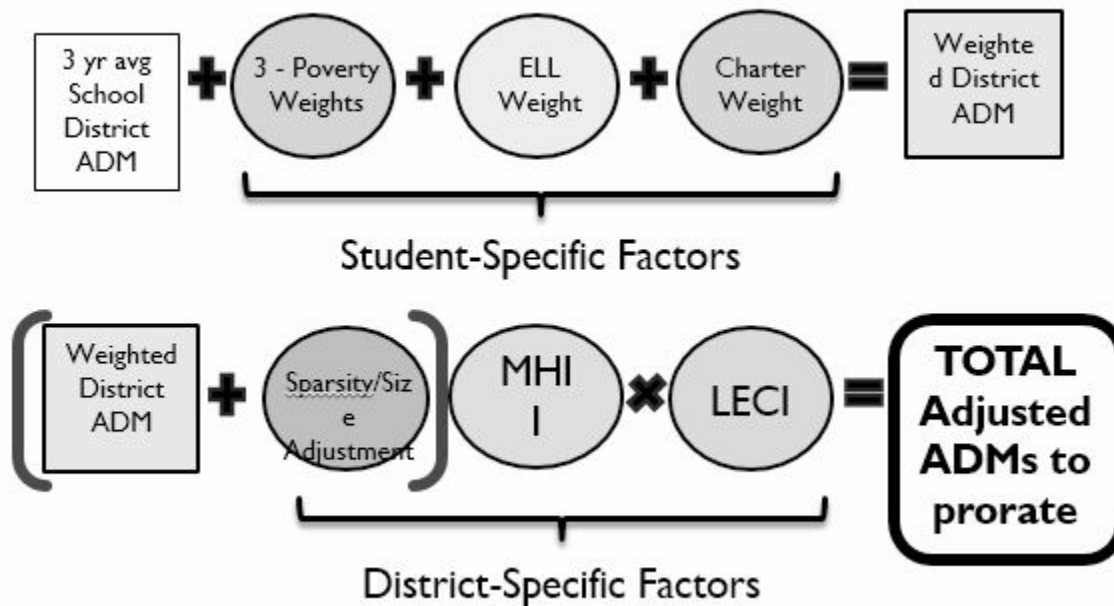 3 yr avg
School
District
ADM
+
3 - Poverty
Weights
+
ELL
Weight
+
Charter
Weight
=
Weighte
d District
ADM
Student-Specific Factors
(
Weighted
District
ADM
+
Sparsity/Siz
e
Adjustment
)
MHI
I
×
LECI
=
TOTAL
Adjusted
ADMs to
prorate
District-Specific Factors